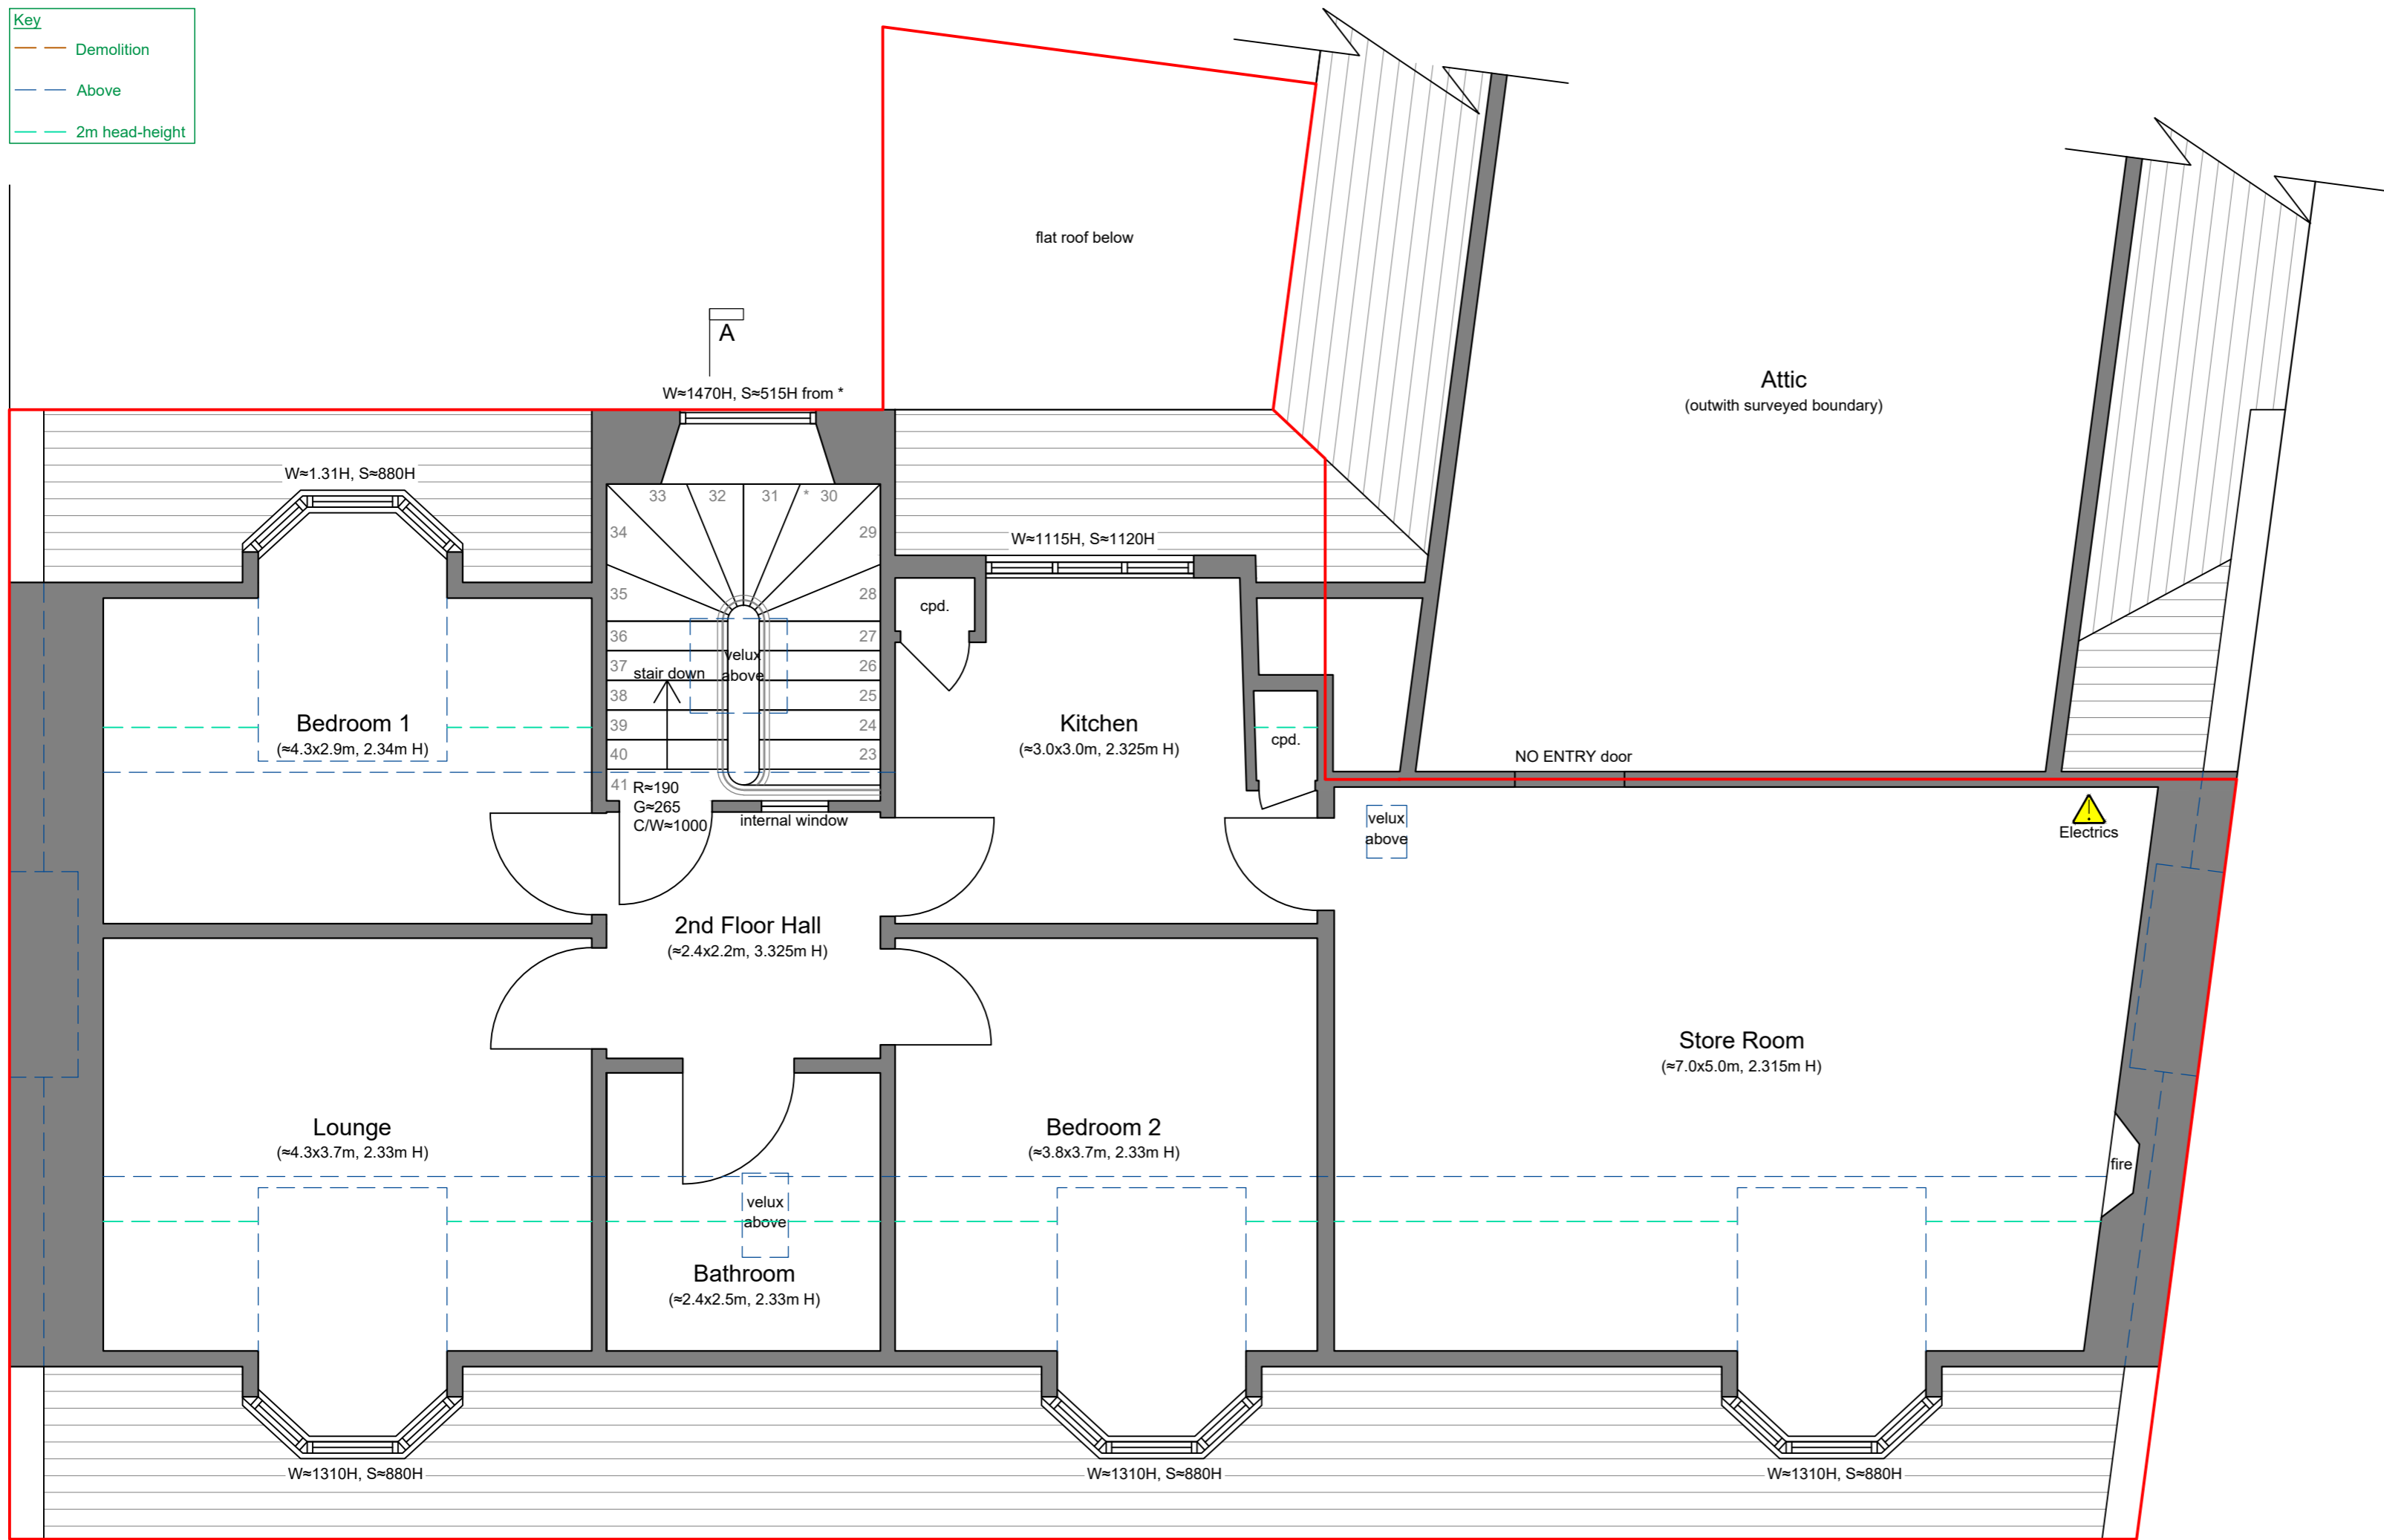 Key
Demolition
Above
2m head-height
flat roof below
A
W≈1470H, S≈515H from *
Attic
(outwith surveyed boundary)
W≈1.31H, S≈880H
33
32
31
*
30
34
29
W≈1115H, S≈1120H
35
28
cpd.
36
27
velux
above
37
26
stair down
38
25
39
24
40
23
41
R≈190
G≈265
C/W≈1000
internal window
Bedroom 1
(≈4.3x2.9m, 2.34m H)
Kitchen
(≈3.0x3.0m, 2.325m H)
cpd.
NO ENTRY door
velux
above
Electrics
2nd Floor Hall
(≈2.4x2.2m, 3.325m H)
Store Room
(≈7.0x5.0m, 2.315m H)
Lounge
(≈4.3x3.7m, 2.33m H)
Bedroom 2
(≈3.8x3.7m, 2.33m H)
fire
velux
above
Bathroom
(≈2.4x2.5m, 2.33m H)
W≈1310H, S≈880H
W≈1310H, S≈880H
W≈1310H, S≈880H